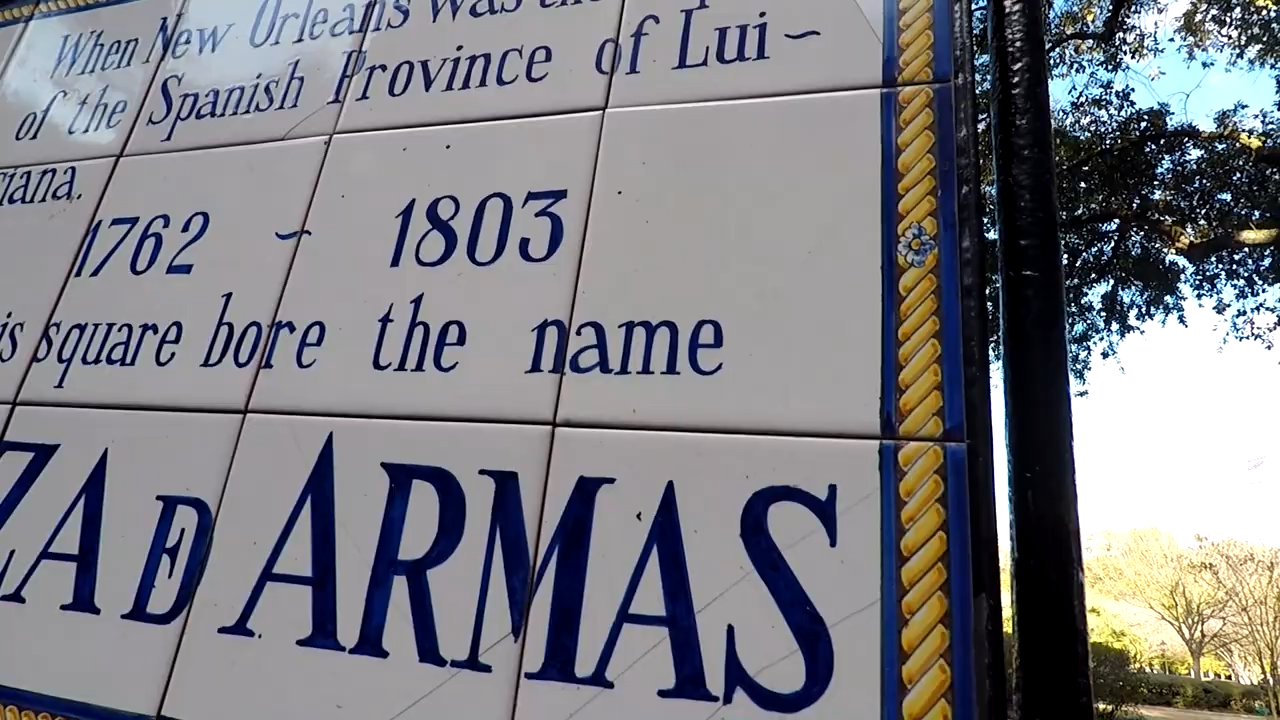 When New Orleans was the
of the Spanish Province of Lui~
iana.
1762 ~ 1803
is square bore the name
ZA DE ARMAS